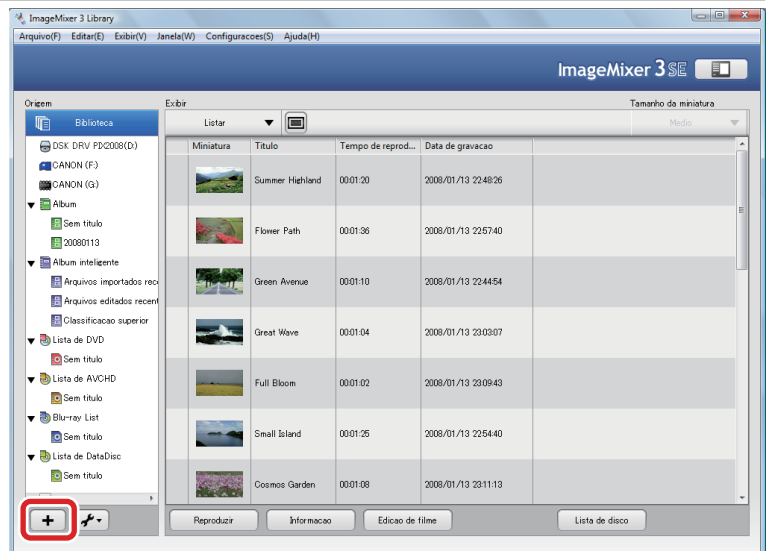 ImageMixer 3 Library
Arquivo(F) Editar(E) Exibir(V) Janela(W) Configuracoes(S) Ajuda(H)
ImageMixer 3 SE
Origem Exibir Tamanho da miniatura
Biblioteca Listar Medio
DSK DRV PD2008(D:) Miniatura Titulo Tempo de reprod... Data de gravacao
CANON (F:)
CANON (G:)
Album
Sem titulo
20080113
Album inteligente
Arquivos importados rece
Arquivos editados recent
Classificacao superior
Lista de DVD
Sem titulo
Lista de AVCHD
Sem titulo
Blu-ray List
Sem titulo
Lista de DataDisc
Sem titulo
Summer Highland 00:01:20 2008/01/13 22:48:26
Flower Path 00:01:36 2008/01/13 22:57:40
Green Avenue 00:01:10 2008/01/13 22:44:54
Great Wave 00:01:04 2008/01/13 23:03:07
Full Bloom 00:01:02 2008/01/13 23:09:43
Small Island 00:01:25 2008/01/13 22:54:40
Cosmos Garden 00:01:08 2008/01/13 23:11:13
Reproduzir Informacao Edicao de filme Lista de disco